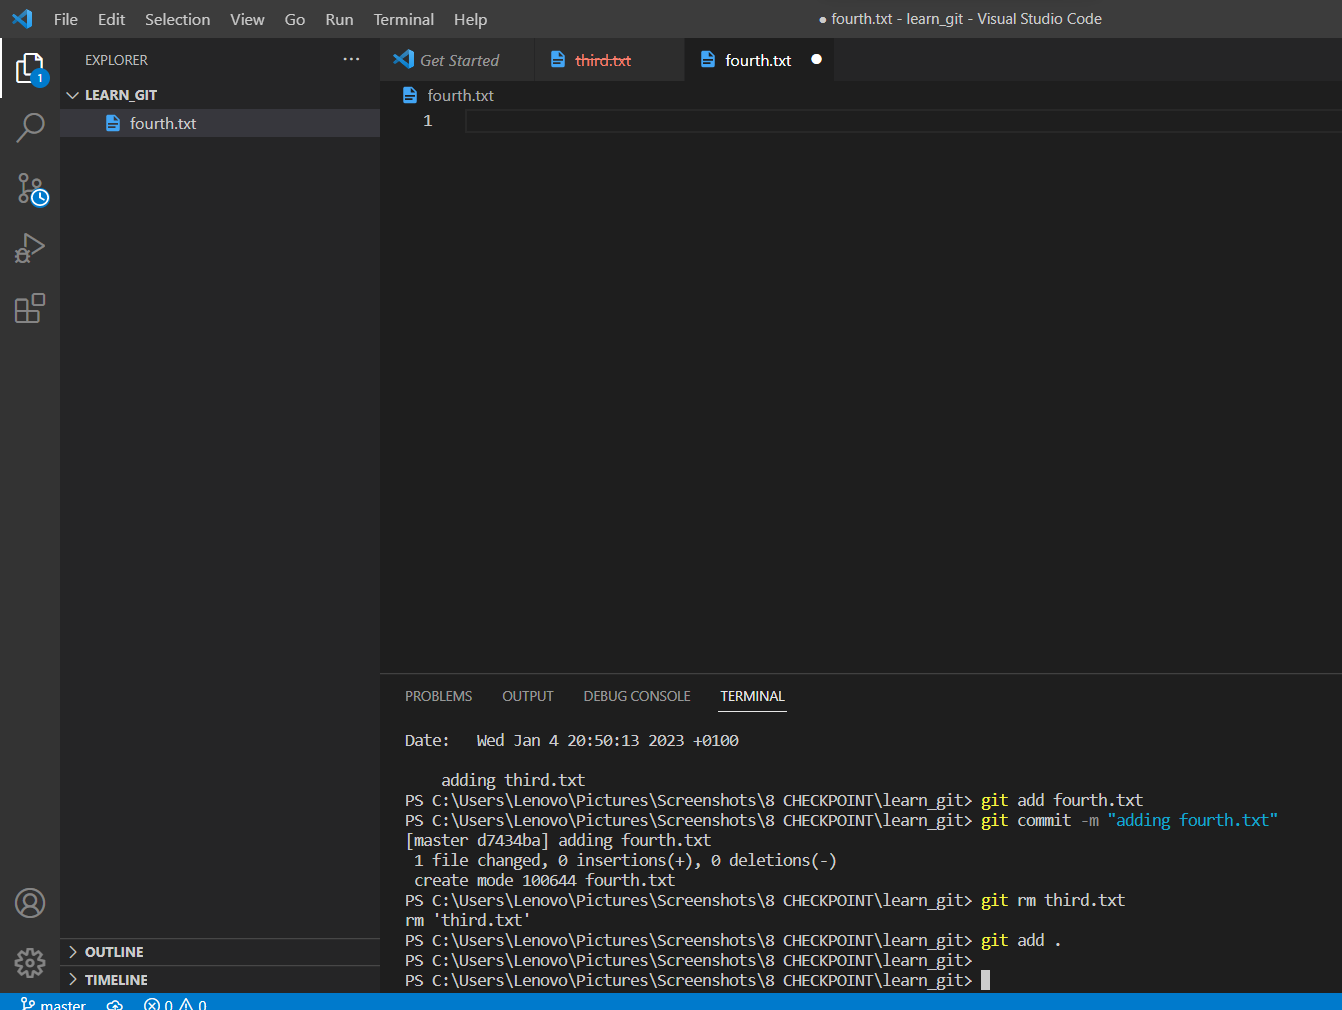 File Edit Selection View Go Run Terminal Help
● fourth.txt - learn_git - Visual Studio Code
EXPLORER ···
Get Started
third.txt
fourth.txt ●
1
LEARN_GIT
fourth.txt
fourth.txt
1
PROBLEMS OUTPUT DEBUG CONSOLE TERMINAL
Date:   Wed Jan 4 20:50:13 2023 +0100
adding third.txt
PS C:\Users\Lenovo\Pictures\Screenshots\8 CHECKPOINT\learn_git> git add fourth.txt
PS C:\Users\Lenovo\Pictures\Screenshots\8 CHECKPOINT\learn_git> git commit -m "adding fourth.txt"
[master d7434ba] adding fourth.txt
1 file changed, 0 insertions(+), 0 deletions(-)
create mode 100644 fourth.txt
PS C:\Users\Lenovo\Pictures\Screenshots\8 CHECKPOINT\learn_git> git rm third.txt
rm 'third.txt'
PS C:\Users\Lenovo\Pictures\Screenshots\8 CHECKPOINT\learn_git> git add .
PS C:\Users\Lenovo\Pictures\Screenshots\8 CHECKPOINT\learn_git>
PS C:\Users\Lenovo\Pictures\Screenshots\8 CHECKPOINT\learn_git>
OUTLINE
TIMELINE
master 0 0